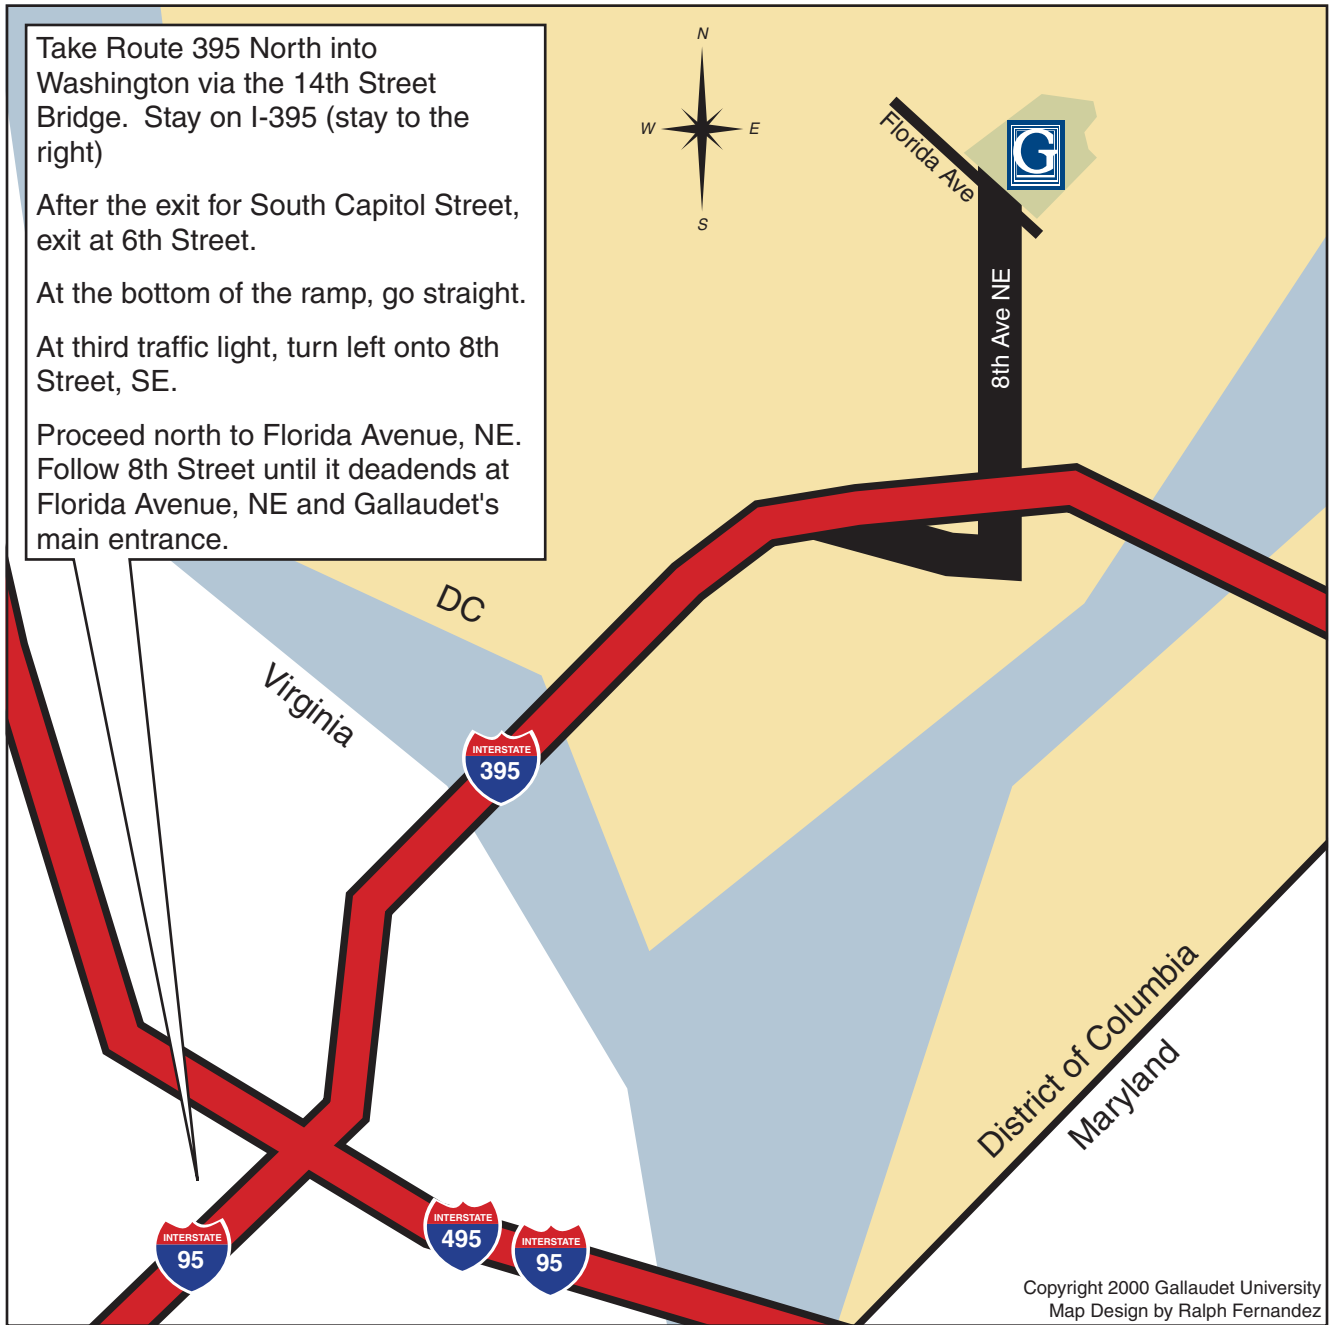 Take Route 395 North into
Washington via the 14th Street
Bridge.  Stay on I-395 (stay to the
right)
After the exit for South Capitol Street,
exit at 6th Street.
At the bottom of the ramp, go straight.
At third traffic light, turn left onto 8th
Street, SE.
Proceed north to Florida Avenue, NE.
Follow 8th Street until it deadends at
Florida Avenue, NE and Gallaudet's
main entrance.
N
W
E
S
Florida Ave
G
8th Ave NE
DC
Virginia
INTERSTATE
395
District of Columbia
Maryland
INTERSTATE
95
INTERSTATE
495
INTERSTATE
95
Copyright 2000 Gallaudet University
Map Design by Ralph Fernandez